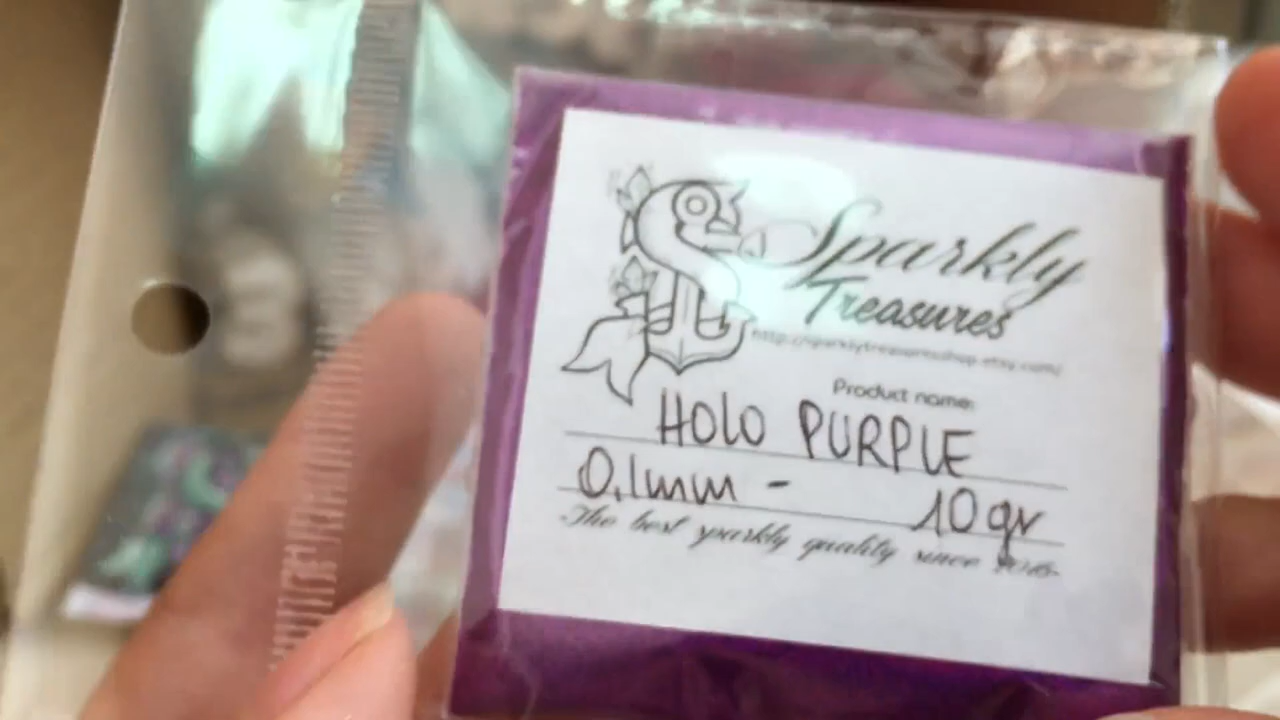 Sparkly
Treasures
http://sparklytreasuresshop.etsy.com/
Product name:
HOLO PURPLE
0,1mm - 10 gr
The best sparkly quality since